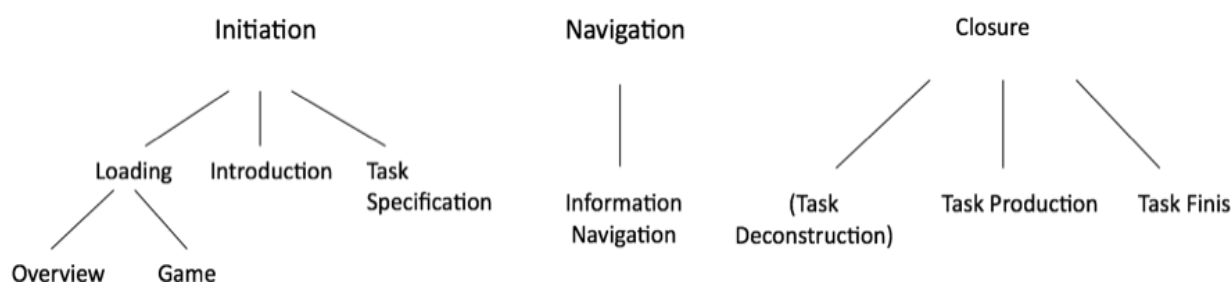 Initiation
Navigation
Closure
Loading
Introduction
Task
Specification
Information
Navigation
(Task
Deconstruction)
Task Production
Task Finis
Overview
Game